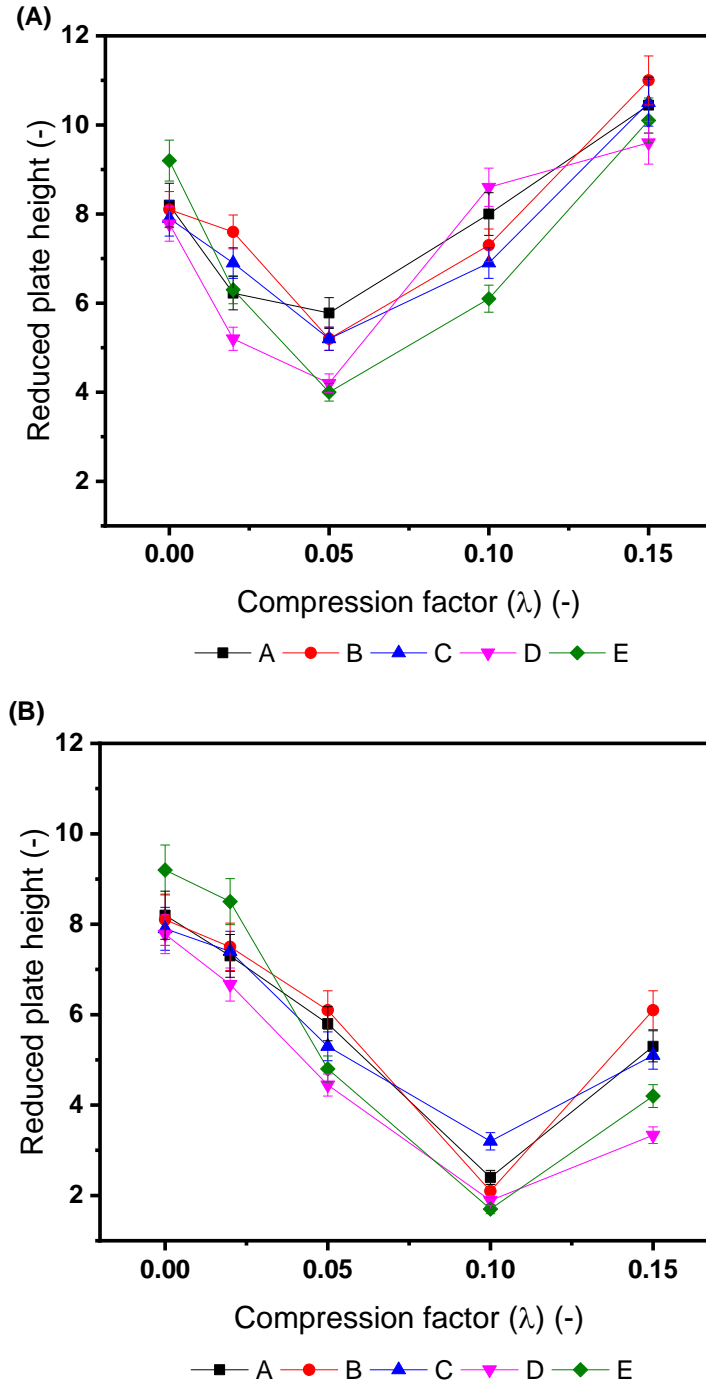 (A)
12
10
8
6
4
2
Reduced plate height (-)
0.00 0.05 0.10 0.15
Compression factor (λ) (-)
A B C D E
(B)
12
10
8
6
4
2
Reduced plate height (-)
0.00 0.05 0.10 0.15
Compression factor (λ) (-)
A B C D E